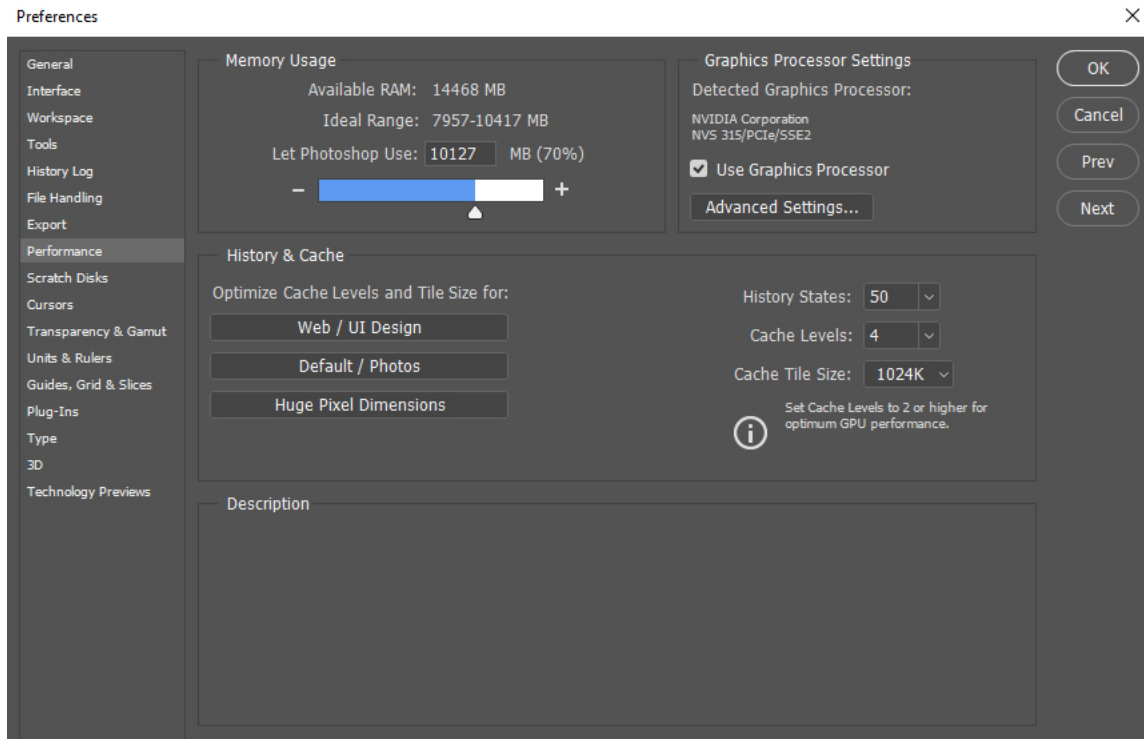 Preferences
General
Interface
Workspace
Tools
History Log
File Handling
Export
Performance
Scratch Disks
Cursors
Transparency & Gamut
Units & Rulers
Guides, Grid & Slices
Plug-Ins
Type
3D
Technology Previews
Memory Usage
Available RAM: 14468 MB
Ideal Range: 7957-10417 MB
Let Photoshop Use: 10127 MB (70%)
− +
Graphics Processor Settings
Detected Graphics Processor:
NVIDIA Corporation
NVS 315/PCIe/SSE2
Use Graphics Processor
Advanced Settings...
OK
Cancel
Prev
Next
History & Cache
Optimize Cache Levels and Tile Size for:
Web / UI Design
Default / Photos
Huge Pixel Dimensions
History States: 50
Cache Levels: 4
Cache Tile Size: 1024K
Set Cache Levels to 2 or higher for
optimum GPU performance.
Description